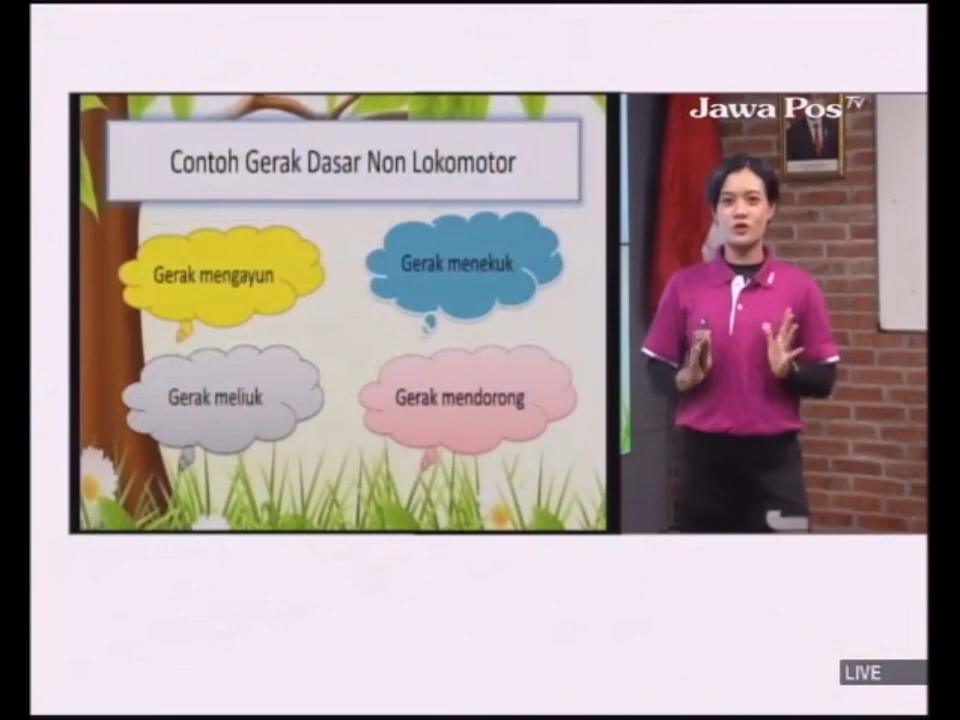 Jawa Pos TV
Contoh Gerak Dasar Non Lokomotor
Gerak mengayun
Gerak menekuk
Gerak meliuk
Gerak mendorong
LIVE